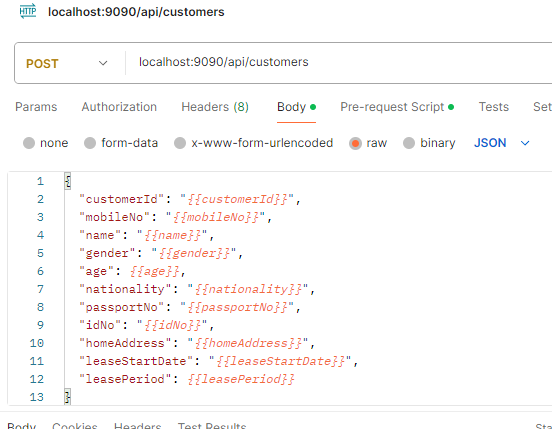 HTTP localhost:9090/api/customers
POST localhost:9090/api/customers
Params Authorization Headers (8) Body Pre-request Script Tests Set
none form-data x-www-form-urlencoded raw binary JSON
1 {
2 "customerId": "{{customerId}}",
3 "mobileNo": "{{mobileNo}}",
4 "name": "{{name}}",
5 "gender": "{{gender}}",
6 "age": {{age}},
7 "nationality": "{{nationality}}",
8 "passportNo": "{{passportNo}}",
9 "idNo": "{{idNo}}",
10 "homeAddress": "{{homeAddress}}",
11 "leaseStartDate": "{{leaseStartDate}}",
12 "leasePeriod": {{leasePeriod}}
13 }
Body Cookies Headers Test Results Sta